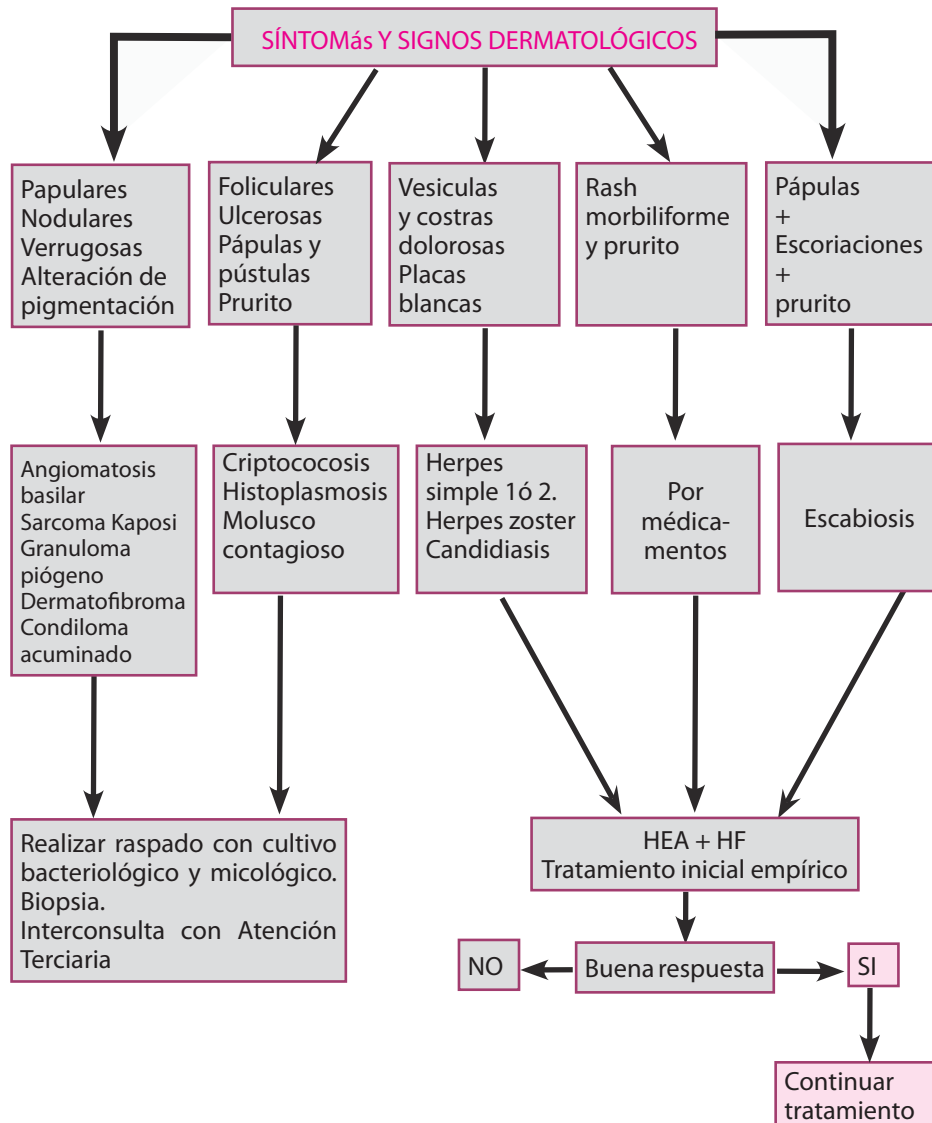 SÍNTOMás Y SIGNOS DERMATOLÓGICOS
Papulares
Nodulares
Verrugosas
Alteración de
pigmentación
Foliculares
Ulcerosas
Pápulas y
pústulas
Prurito
Vesiculas
y costras
dolorosas
Placas
blancas
Rash
morbiliforme
y prurito
Pápulas
+
Escoriaciones
+
prurito
Angiomatosis
basilar
Sarcoma Kaposi
Granuloma
piógeno
Dermatofibroma
Condiloma
acuminado
Criptococosis
Histoplasmosis
Molusco
contagioso
Herpes
simple 1ó 2.
Herpes zoster
Candidiasis
Por
médica-
mentos
Escabiosis
Realizar raspado con cultivo
bacteriológico y micológico.
Biopsia.
Interconsulta con Atención
Terciaria
HEA + HF
Tratamiento inicial empírico
NO
Buena respuesta
SI
Continuar
tratamiento